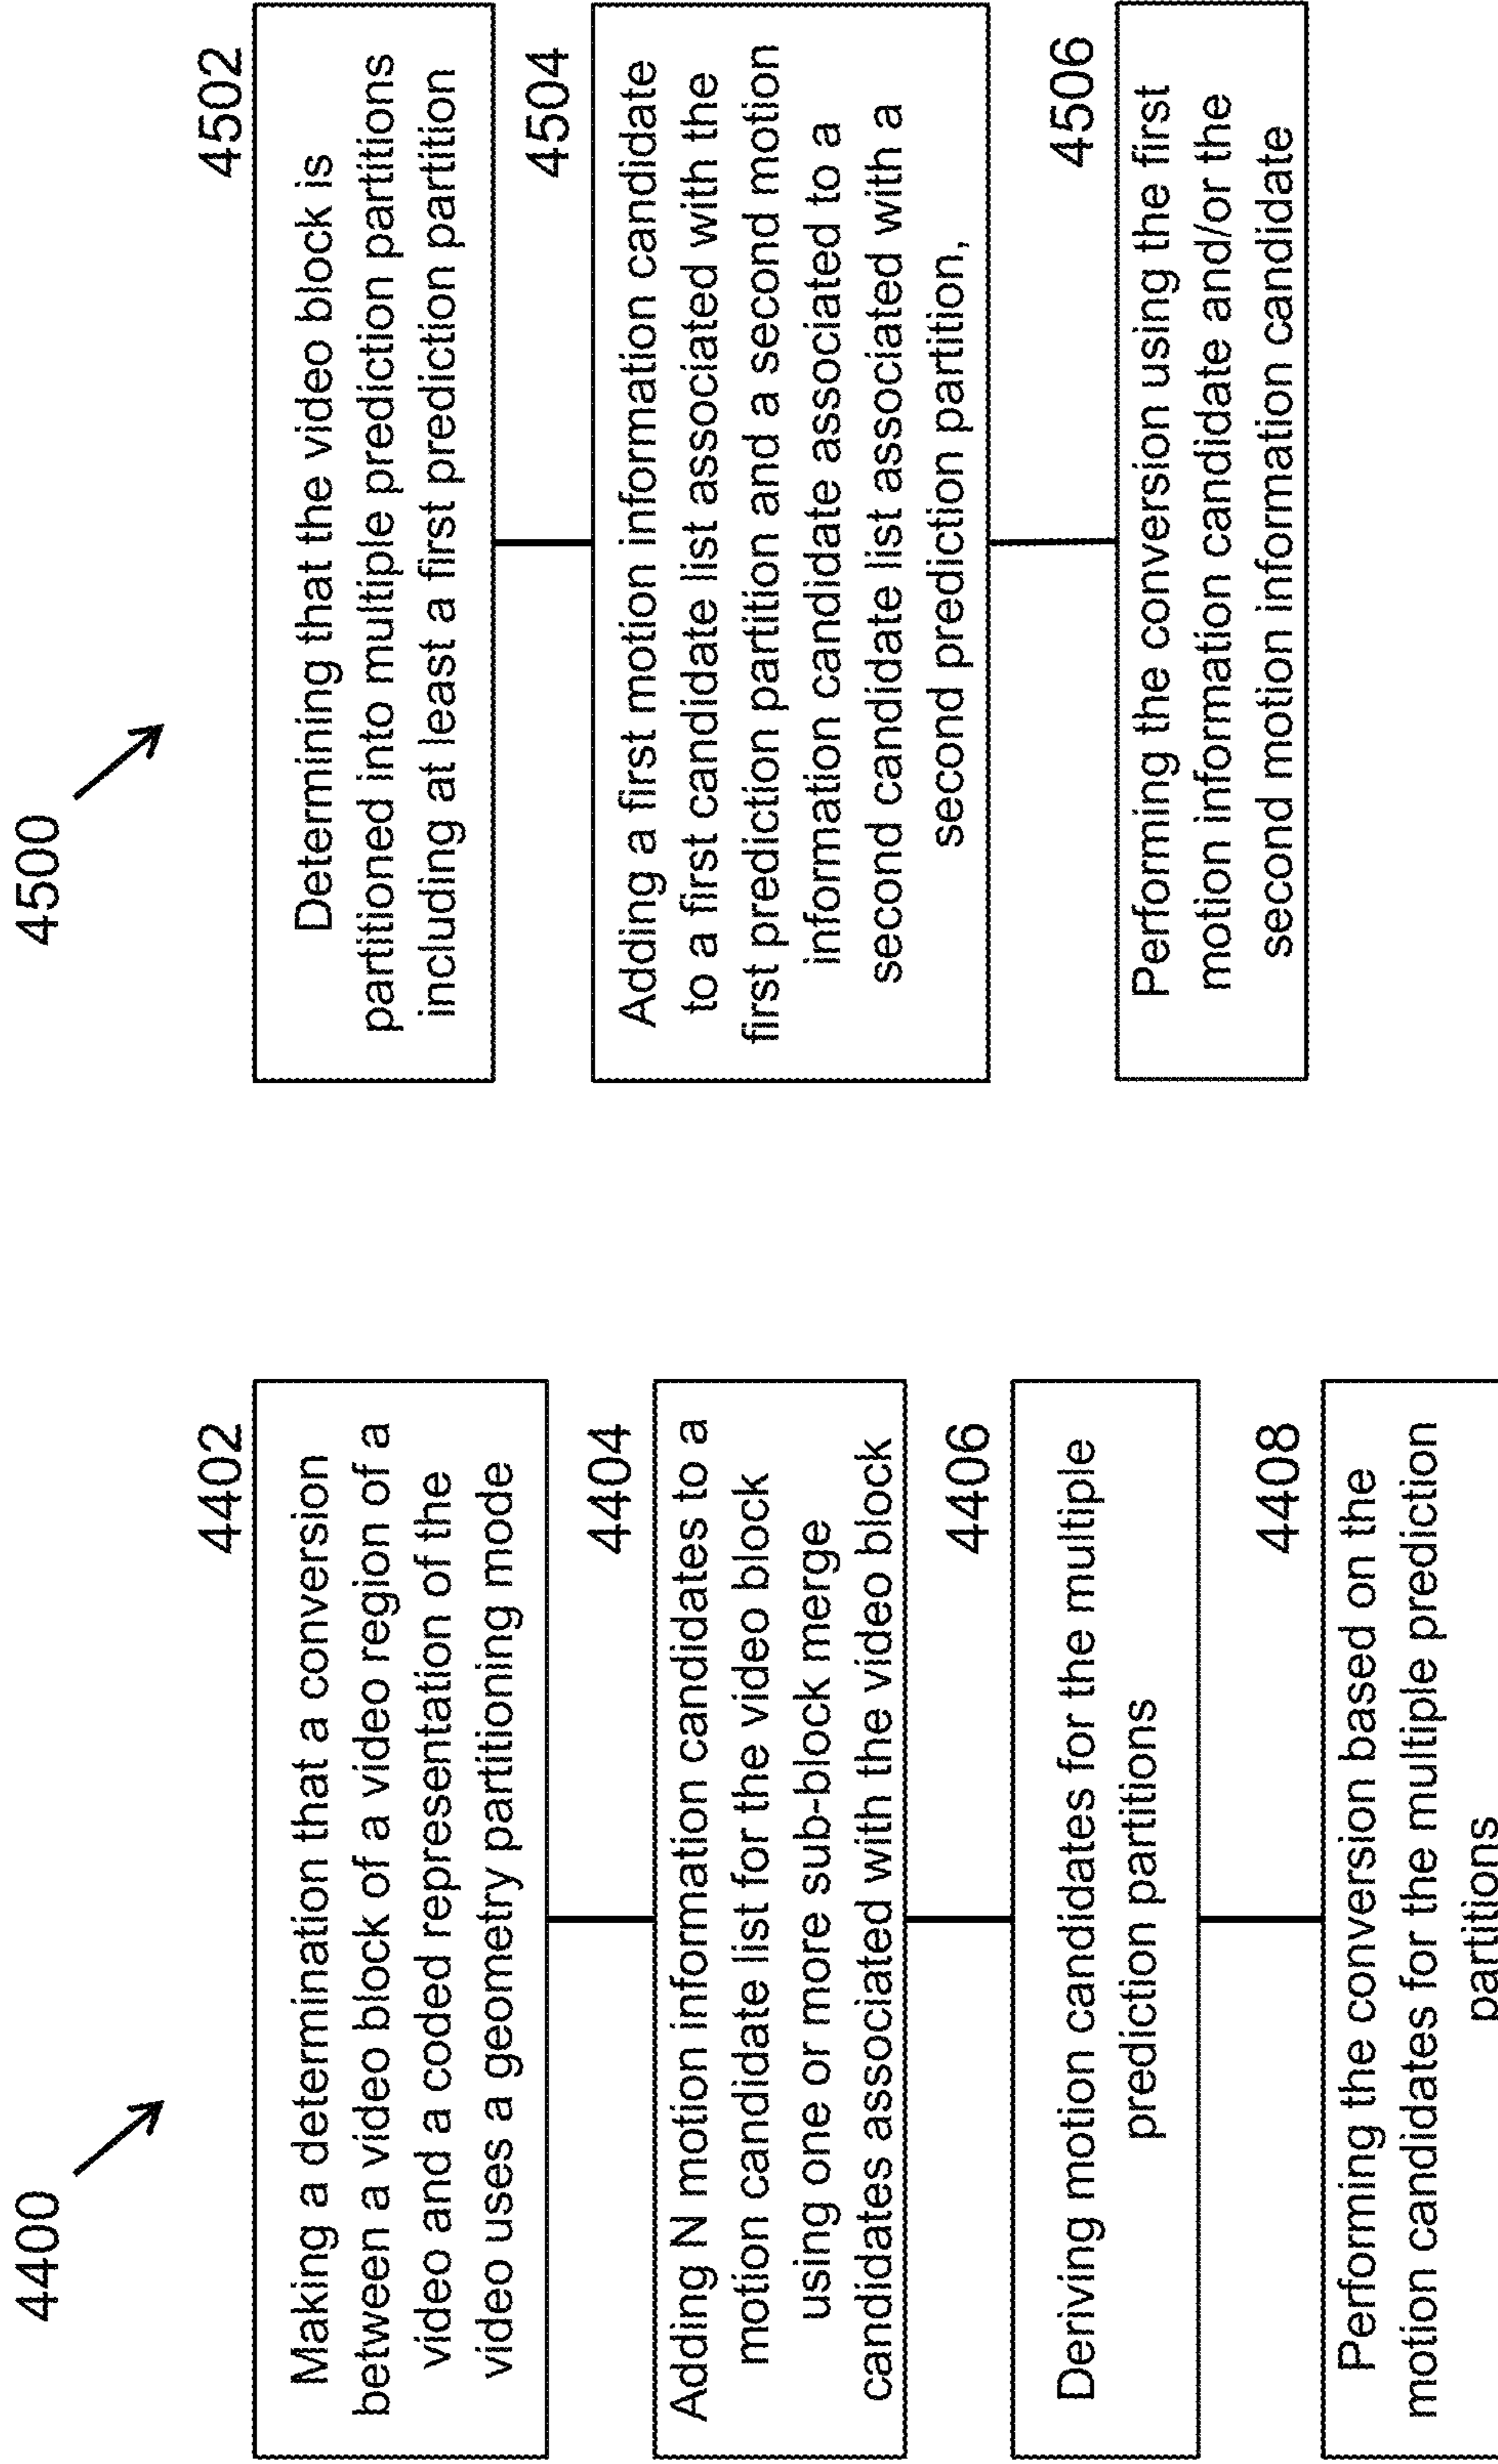 4400
4402
Making a determination that a conversion
between a video block of a video region of a
video and a coded representation of the
video uses a geometry partitioning mode
4404
Adding N motion information candidates to a
motion candidate list for the video block
using one or more sub-block merge
candidates associated with the video block
4406
Deriving motion candidates for the multiple
prediction partitions
4408
Performing the conversion based on the
motion candidates for the multiple prediction
partitions
4500
4502
Determining that the video block is
partitioned into multiple prediction partitions
including at least a first prediction partition
4504
Adding a first motion information candidate
to a first candidate list associated with the
first prediction partition and a second motion
information candidate associated to a
second candidate list associated with a
second prediction partition,
4506
Performing the conversion using the first
motion information candidate and/or the
second motion information candidate